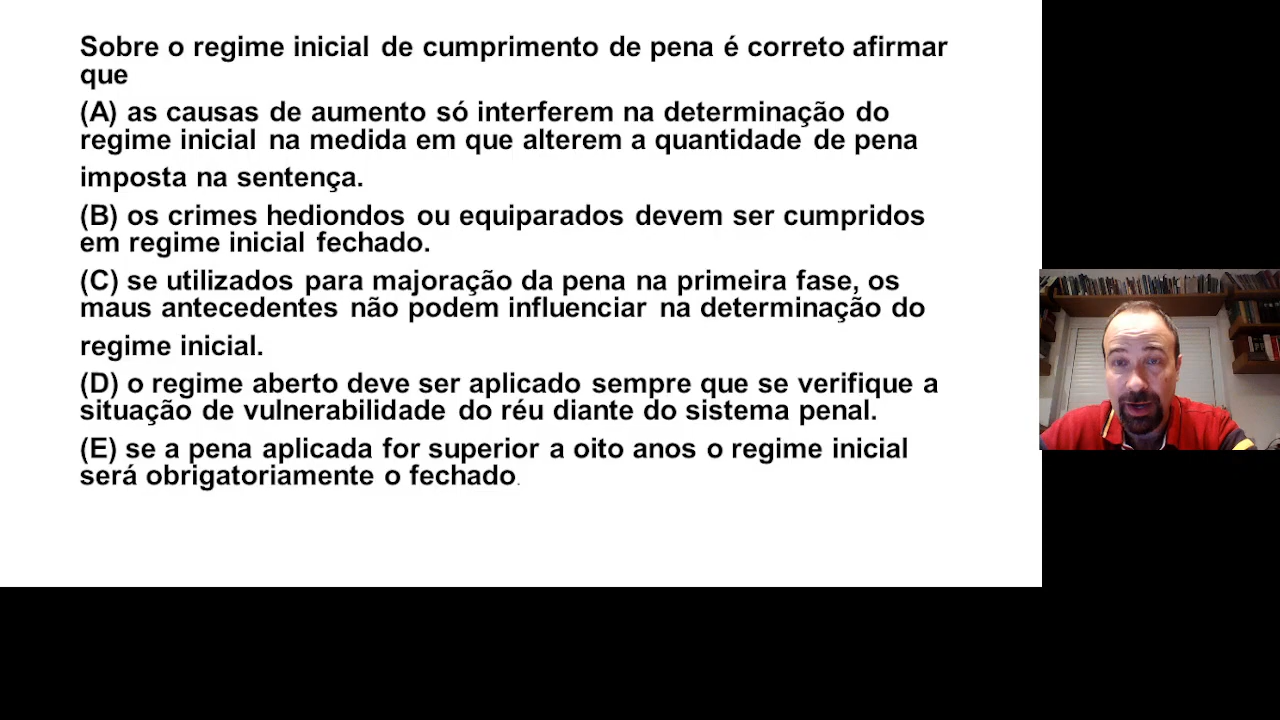 Sobre o regime inicial de cumprimento de pena é correto afirmar
que
(A) as causas de aumento só interferem na determinação do
regime inicial na medida em que alterem a quantidade de pena
imposta na sentença.
(B) os crimes hediondos ou equiparados devem ser cumpridos
em regime inicial fechado.
(C) se utilizados para majoração da pena na primeira fase, os
maus antecedentes não podem influenciar na determinação do
regime inicial.
(D) o regime aberto deve ser aplicado sempre que se verifique a
situação de vulnerabilidade do réu diante do sistema penal.
(E) se a pena aplicada for superior a oito anos o regime inicial
será obrigatoriamente o fechado.